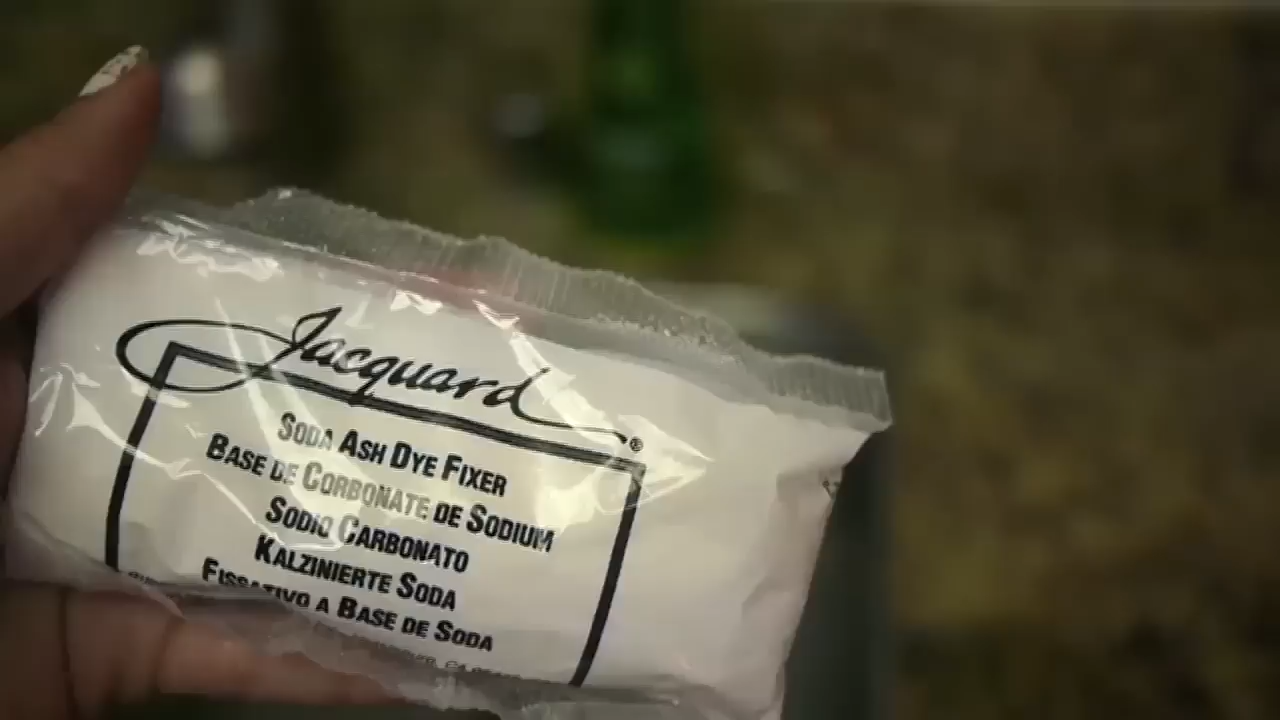 Jacquard®
SODA ASH DYE FIXER
BASE DE CORBONATE DE SODIUM
SODIO CARBONATO
KALZINIERTE SODA
FISSATIVO A BASE DE SODA